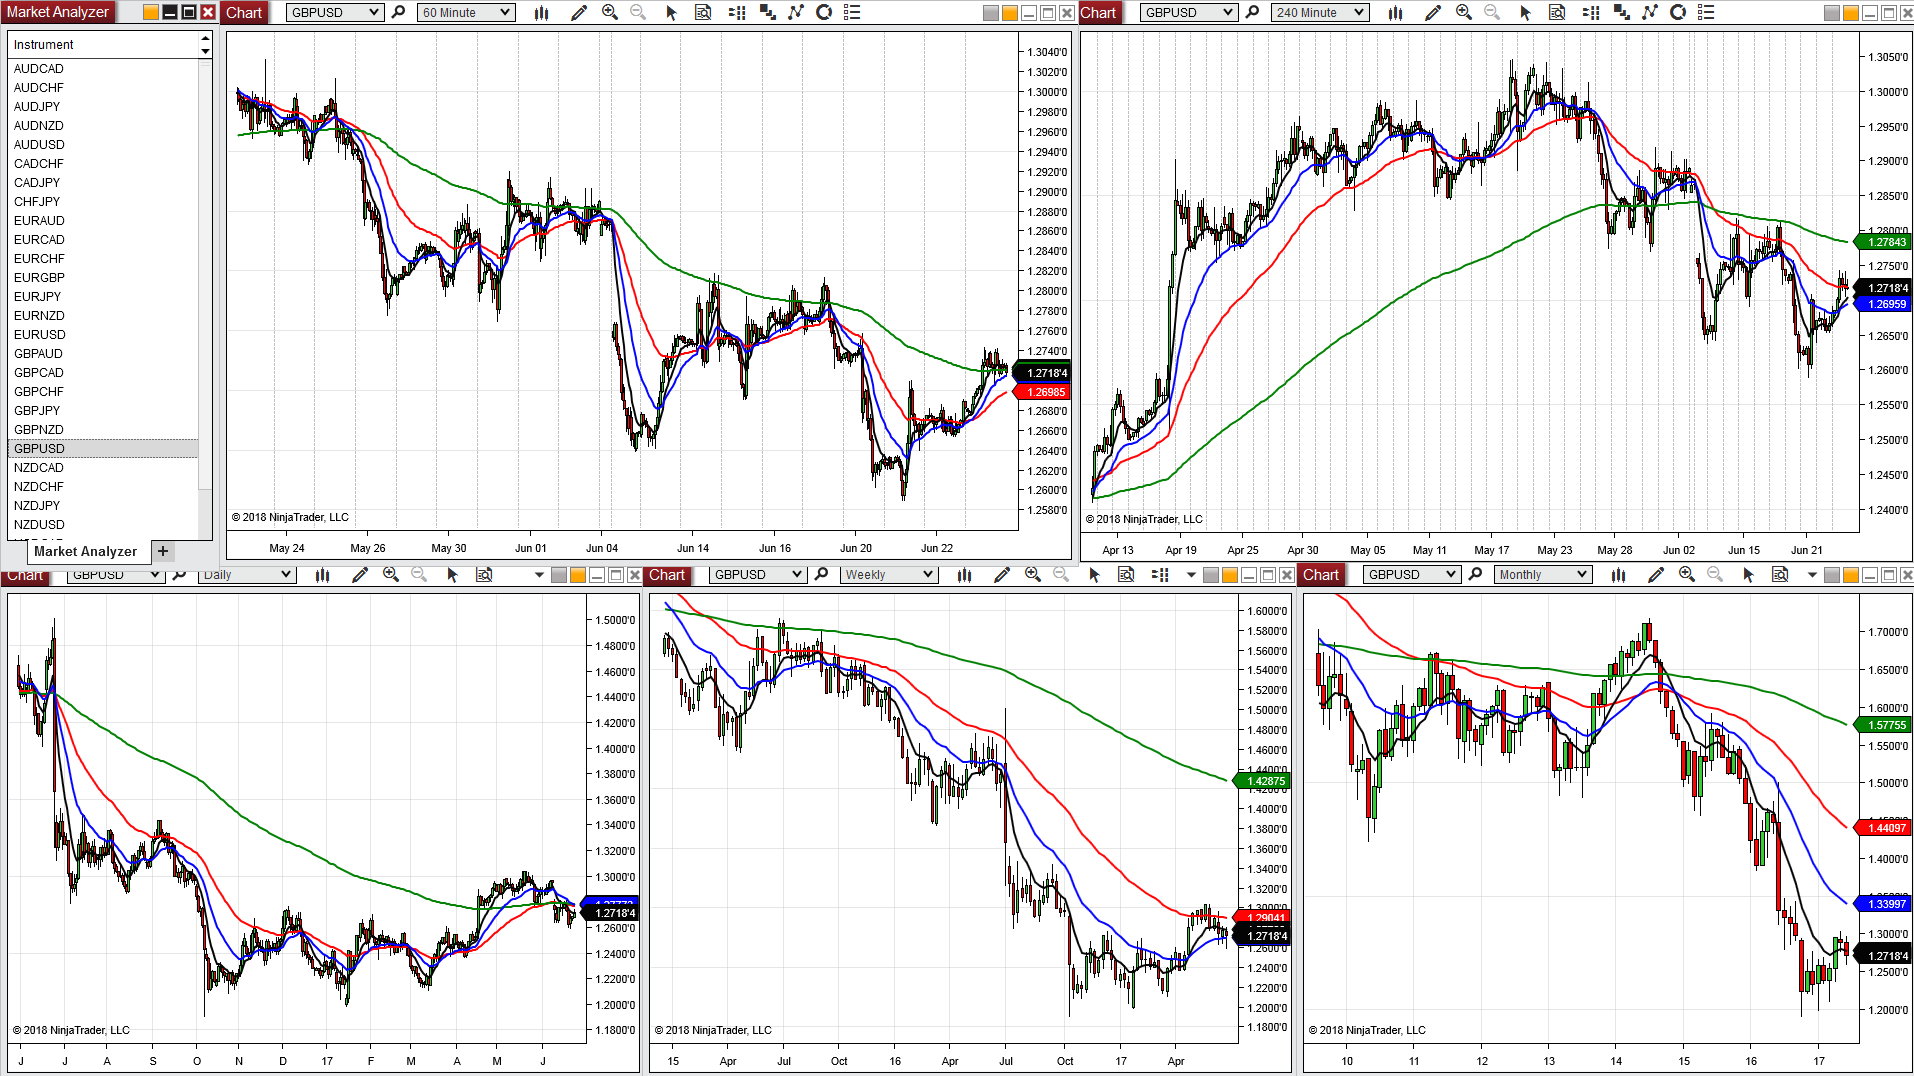 Market Analyzer
Instrument
AUDCAD
AUDCHF
AUDJPY
AUDNZD
AUDUSD
CADCHF
CADJPY
CHFJPY
EURAUD
EURCAD
EURCHF
EURGBP
EURJPY
EURNZD
EURUSD
GBPAUD
GBPCAD
GBPCHF
GBPJPY
GBPNZD
GBPUSD
NZDCAD
NZDCHF
NZDJPY
NZDUSD
Market Analyzer +
Chart GBPUSD 60 Minute
1.3040'0
1.3020'0
1.3000'0
1.2980'0
1.2960'0
1.2940'0
1.2920'0
1.2900'0
1.2880'0
1.2860'0
1.2840'0
1.2820'0
1.2800'0
1.2780'0
1.2760'0
1.2740'0
1.2718'4
1.26985
1.2680'0
1.2660'0
1.2640'0
1.2620'0
1.2600'0
1.2580'0
© 2018 NinjaTrader, LLC
May 24 May 26 May 30 Jun 01 Jun 04 Jun 14 Jun 16 Jun 20 Jun 22
Chart GBPUSD 240 Minute
1.3050'0
1.3000'0
1.2950'0
1.2900'0
1.2850'0
1.2800'0
1.27843
1.2750'0
1.2718'4
1.26959
1.2650'0
1.2600'0
1.2550'0
1.2500'0
1.2450'0
1.2400'0
© 2018 NinjaTrader, LLC
Apr 13 Apr 19 Apr 25 Apr 30 May 05 May 11 May 17 May 23 May 28 Jun 02 Jun 15 Jun 21
Chart GBPUSD Daily
1.5000'0
1.4800'0
1.4600'0
1.4400'0
1.4200'0
1.4000'0
1.3800'0
1.3600'0
1.3400'0
1.3200'0
1.3000'0
1.2718'4
1.2600'0
1.2400'0
1.2200'0
1.2000'0
1.1800'0
© 2018 NinjaTrader, LLC
J J A S O N D 17 F M A M J
Chart GBPUSD Weekly
1.6000'0
1.5800'0
1.5600'0
1.5400'0
1.5200'0
1.5000'0
1.4800'0
1.4600'0
1.4400'0
1.42875
1.4200'0
1.4000'0
1.3800'0
1.3600'0
1.3400'0
1.3200'0
1.3000'0
1.29041
1.2718'4
1.2600'0
1.2400'0
1.2200'0
1.2000'0
1.1800'0
© 2018 NinjaTrader, LLC
15 Apr Jul Oct 16 Apr Jul Oct 17 Apr
Chart GBPUSD Monthly
1.7000'0
1.6500'0
1.6000'0
1.57755
1.5500'0
1.5000'0
1.44097
1.4000'0
1.33997
1.3000'0
1.2718'4
1.2500'0
1.2000'0
© 2018 NinjaTrader, LLC
10 11 12 13 14 15 16 17